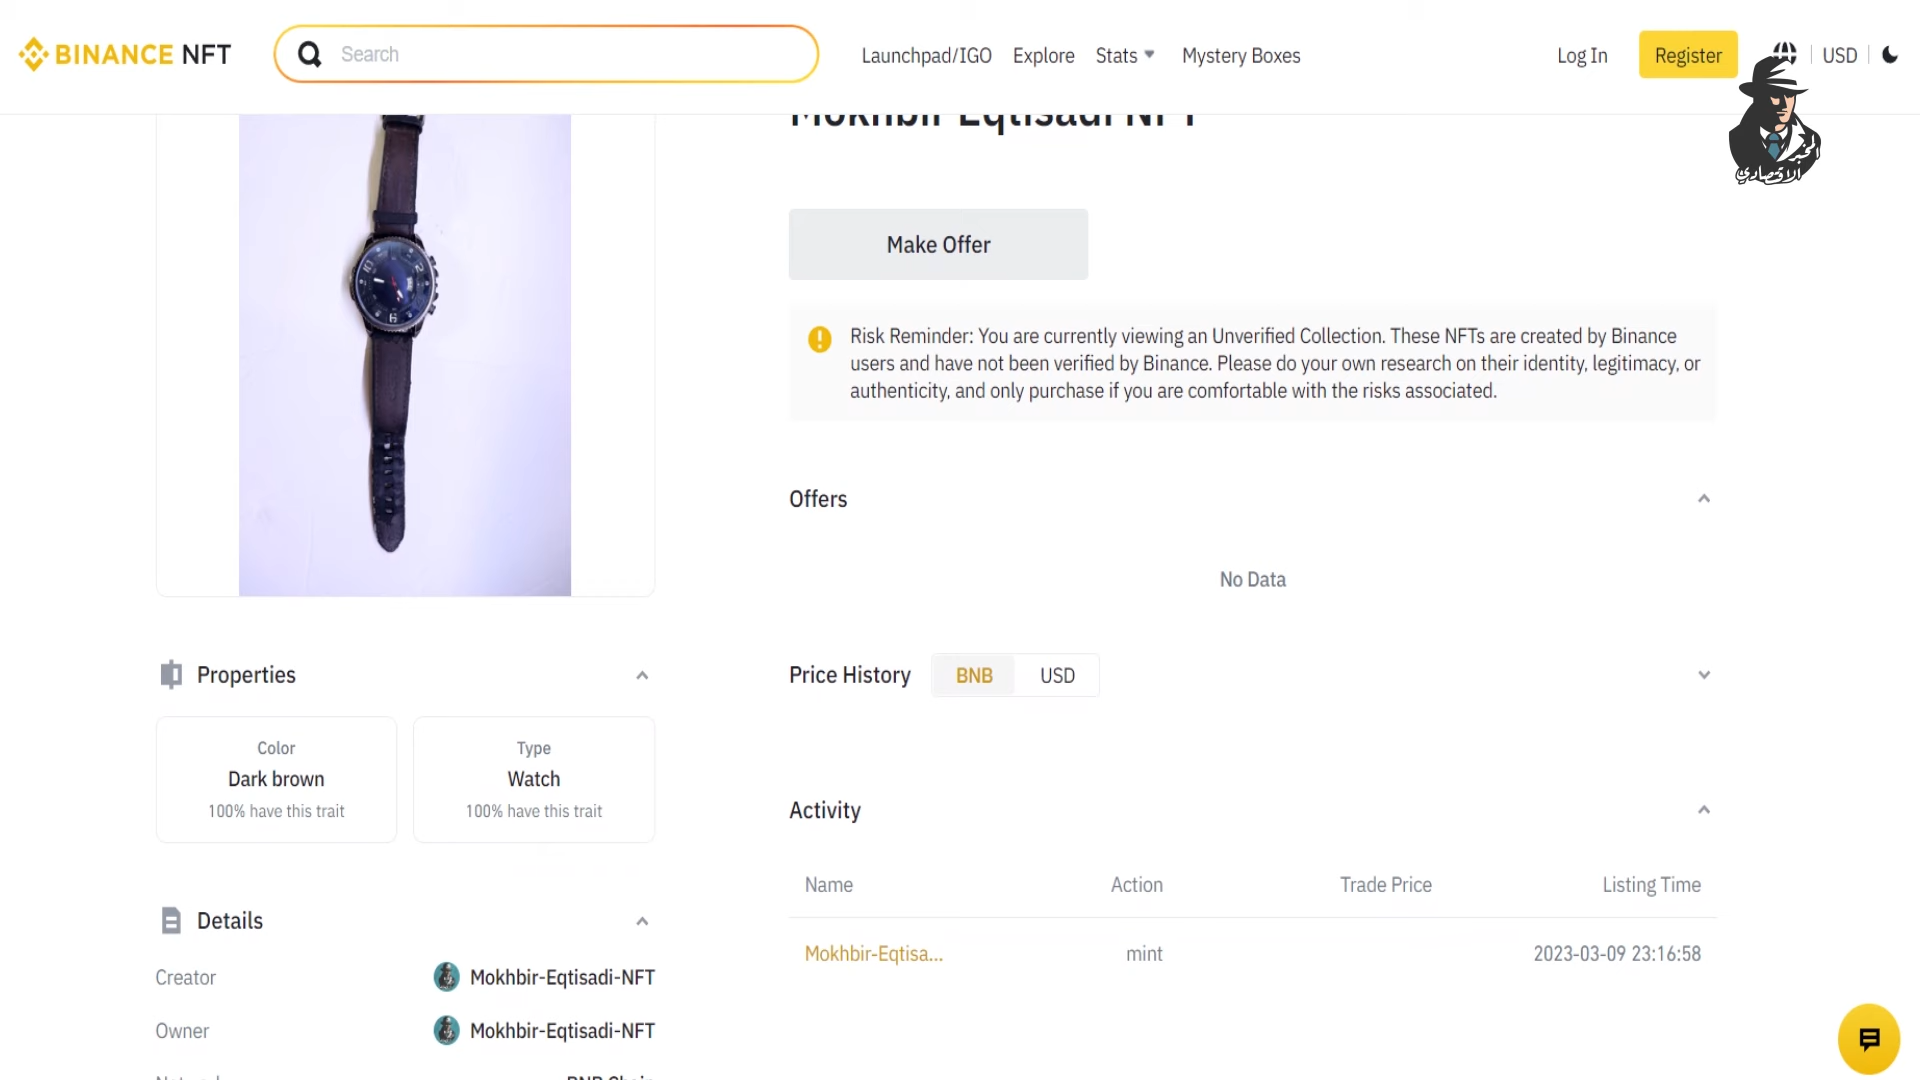 BINANCE NFT
Search
Launchpad/IGO
Explore
Stats
Mystery Boxes
Log In
Register
USD
المخبر
الاقتصادي
Mokhbir-Eqtisadi-NFT
Make Offer
Risk Reminder: You are currently viewing an Unverified Collection. These NFTs are created by Binance
users and have not been verified by Binance. Please do your own research on their identity, legitimacy, or
authenticity, and only purchase if you are comfortable with the risks associated.
Offers
No Data
Price History
BNB
USD
Activity
Name Action Trade Price Listing Time
Mokhbir-Eqtisa... mint 2023-03-09 23:16:58
Properties
Color
Dark brown
100% have this trait
Type
Watch
100% have this trait
Details
Creator Mokhbir-Eqtisadi-NFT
Owner Mokhbir-Eqtisadi-NFT